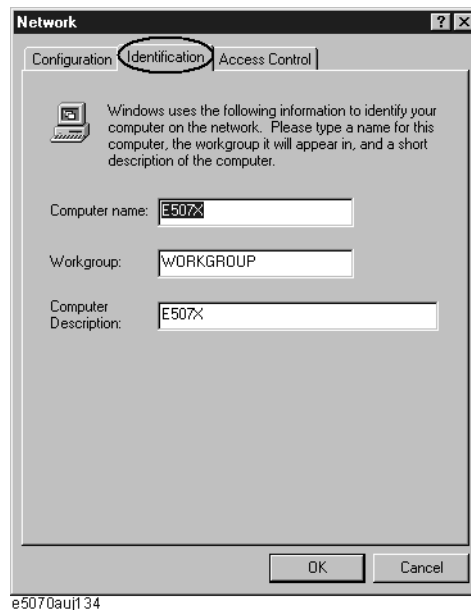 Network
Configuration Identification Access Control
Windows uses the following information to identify your
computer on the network. Please type a name for this
computer, the workgroup it will appear in, and a short
description of the computer.
Computer name: E507X
Workgroup: WORKGROUP
Computer
Description:
E507X
OK Cancel
e5070auj134